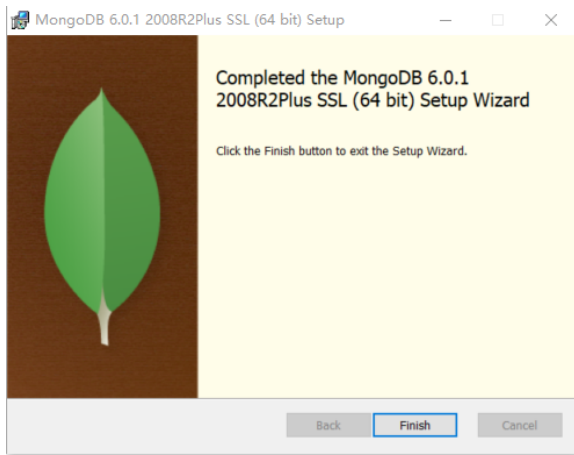 MongoDB 6.0.1 2008R2Plus SSL (64 bit) Setup
Completed the MongoDB 6.0.1
2008R2Plus SSL (64 bit) Setup Wizard
Click the Finish button to exit the Setup Wizard.
Back Finish Cancel